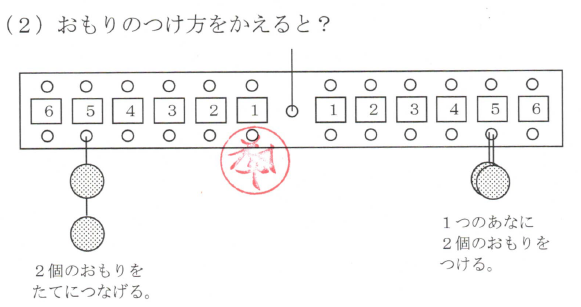 （2）おもりのつけ方をかえると？
6 5 4 3 2 1 1 2 3 4 5 6
本
1つのあなに
2個のおもりを
つける。
2個のおもりを
たてにつなげる。